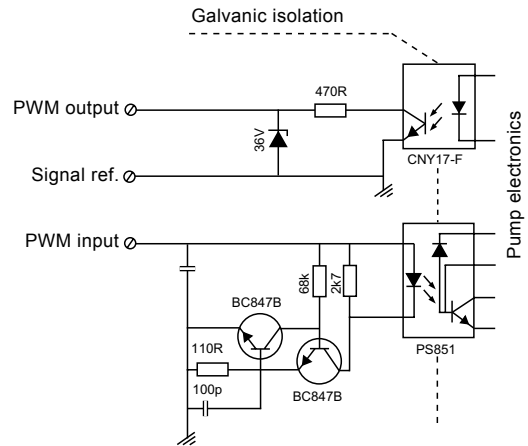 Galvanic isolation
470R
PWM output
36V
CNY17-F
Signal ref.
Pump electronics
PWM input
68k
2k7
BC847B
110R
PS851
100p
BC847B